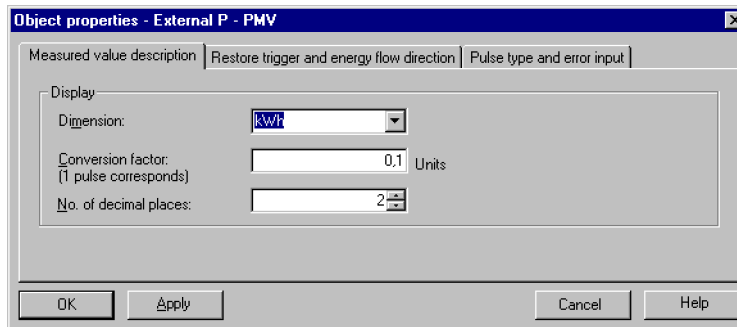 Object properties - External P - PMV
Measured value description Restore trigger and energy flow direction Pulse type and error input
Display
Dimension: kWh
Conversion factor: 0,1 Units
(1 pulse corresponds)
No. of decimal places: 2
OK Apply Cancel Help